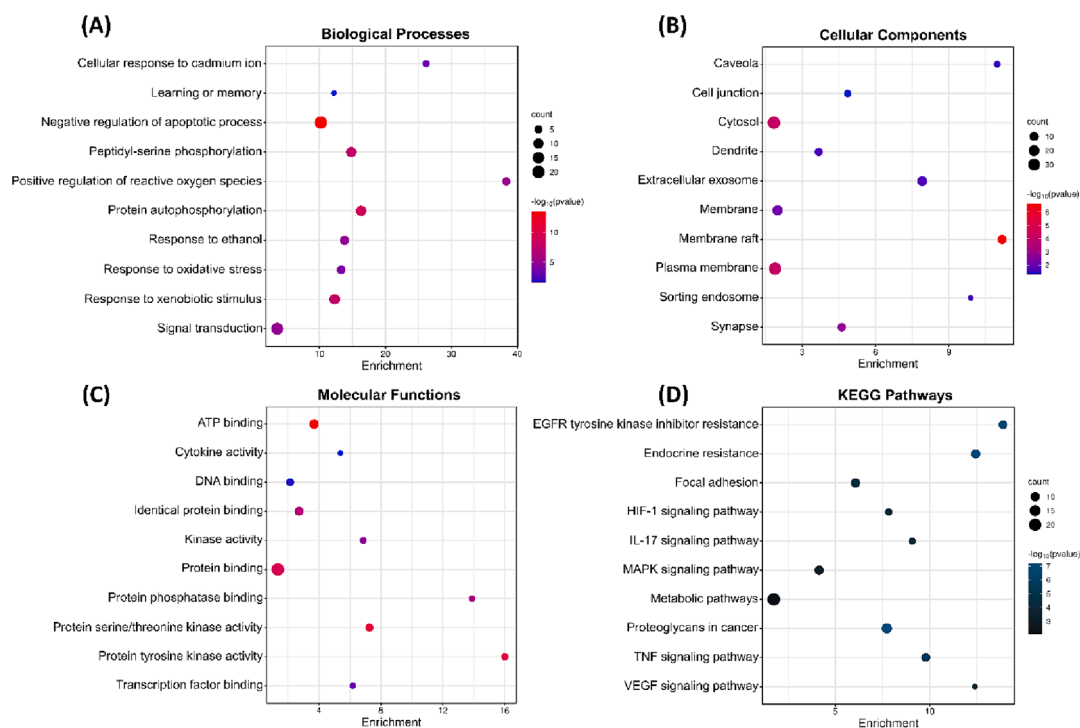 (A)
Biological Processes
Cellular response to cadmium ion
Learning or memory
Negative regulation of apoptotic process
Peptidyl-serine phosphorylation
Positive regulation of reactive oxygen species
Protein autophosphorylation
Response to ethanol
Response to oxidative stress
Response to xenobiotic stimulus
Signal transduction
10 20 30 40
Enrichment
count
5
10
15
20
-log10(pvalue)
10
5
(B)
Cellular Components
Caveola
Cell junction
Cytosol
Dendrite
Extracellular exosome
Membrane
Membrane raft
Plasma membrane
Sorting endosome
Synapse
3 6 9
Enrichment
count
10
20
30
-log10(pvalue)
6
5
4
3
2
(C)
Molecular Functions
ATP binding
Cytokine activity
DNA binding
Identical protein binding
Kinase activity
Protein binding
Protein phosphatase binding
Protein serine/threonine kinase activity
Protein tyrosine kinase activity
Transcription factor binding
4 8 12 16
Enrichment
(D)
KEGG Pathways
EGFR tyrosine kinase inhibitor resistance
Endocrine resistance
Focal adhesion
HIF-1 signaling pathway
IL-17 signaling pathway
MAPK signaling pathway
Metabolic pathways
Proteoglycans in cancer
TNF signaling pathway
VEGF signaling pathway
5 10
Enrichment
count
10
15
20
-log10(pvalue)
7
6
5
4
3